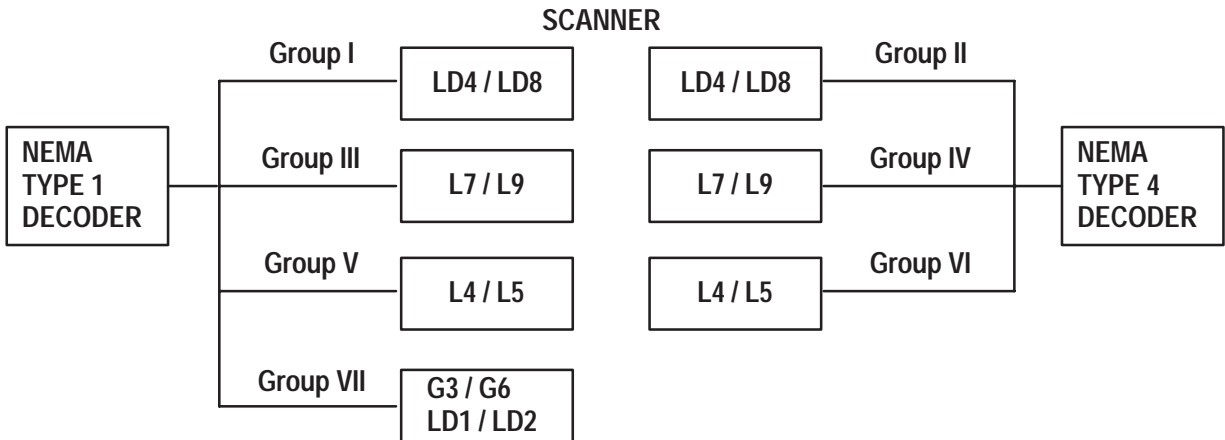 SCANNER
Group I
LD4 / LD8
LD4 / LD8
Group II
NEMA
TYPE 1
DECODER
Group III
L7 / L9
L7 / L9
Group IV
NEMA
TYPE 4
DECODER
Group V
L4 / L5
L4 / L5
Group VI
Group VII
G3 / G6
LD1 / LD2